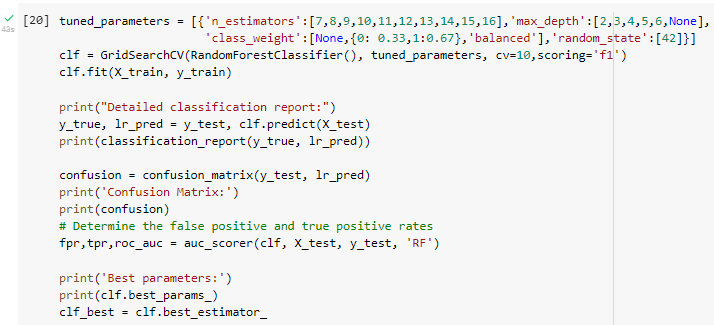 [20] tuned_parameters = [{'n_estimators':[7,8,9,10,11,12,13,14,15,16],'max_depth':[2,3,4,5,6,None],
43s
'class_weight':[None,{0: 0.33,1:0.67},'balanced'],'random_state':[42]}]
clf = GridSearchCV(RandomForestClassifier(), tuned_parameters, cv=10,scoring='f1')
clf.fit(X_train, y_train)
print("Detailed classification report:")
y_true, lr_pred = y_test, clf.predict(X_test)
print(classification_report(y_true, lr_pred))
confusion = confusion_matrix(y_test, lr_pred)
print('Confusion Matrix:')
print(confusion)
# Determine the false positive and true positive rates
fpr,tpr,roc_auc = auc_scorer(clf, X_test, y_test, 'RF')
print('Best parameters:')
print(clf.best_params_)
clf_best = clf.best_estimator_